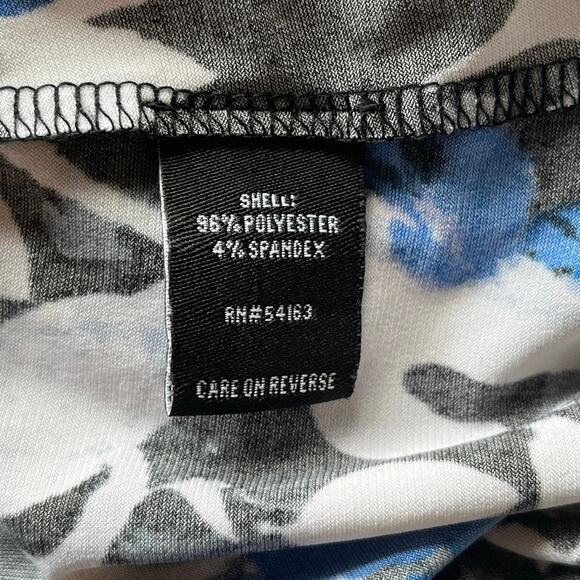 SHELL:
96% POLYESTER
4% SPANDEX
RN#54163
CARE ON REVERSE